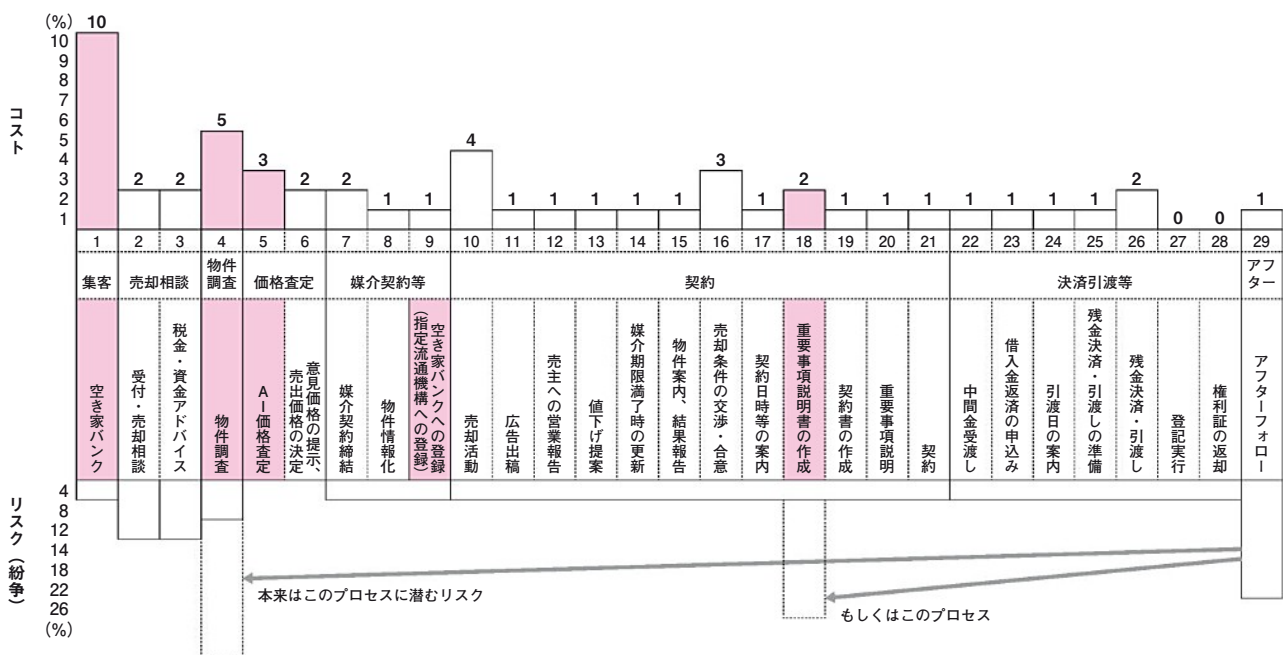 (%)
10
10
9
8
7
6
5
4
3
2
1
コスト
2
2
5
3
2
2
1
1
4
1
1
1
1
1
3
1
2
1
1
1
1
1
1
1
2
0
0
1
1
2
3
4
5
6
7
8
9
10
11
12
13
14
15
16
17
18
19
20
21
22
23
24
25
26
27
28
29
集客
売却相談
物件
調査
価格査定
媒介契約等
契約
決済引渡等
アフ
ター
空き家バンク
受付・売却相談
税金・資金アドバイス
物件調査
AI価格査定
意見価格の提示、
売出価格の決定
媒介契約締結
物件情報化
空き家バンクへの登録
(指定流通機構への登録)
売却活動
広告出稿
売主への営業報告
値下げ提案
媒介期限満了時の更新
物件案内、結果報告
売却条件の交渉・合意
契約日時等の案内
重要事項説明書の作成
契約書の作成
重要事項説明
契約
中間金受渡し
借入金返済の申込み
引渡日の案内
残金決済・引渡しの準備
残金決済・引渡し
登記実行
権利証の返却
アフターフォロー
リスク(紛争)
4
8
12
14
18
22
26
(%)
本来はこのプロセスに潜むリスク
もしくはこのプロセス